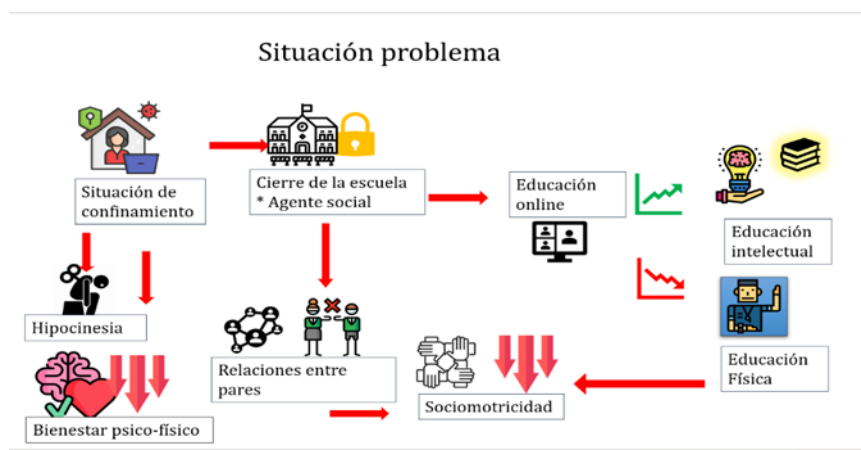 Situación problema
Situación de
confinamiento
Cierre de la escuela
* Agente social
Educación
online
Educación
intelectual
Hipocinesia
Relaciones entre
pares
Sociomotricidad
Educación
Física
Bienestar psico-físico